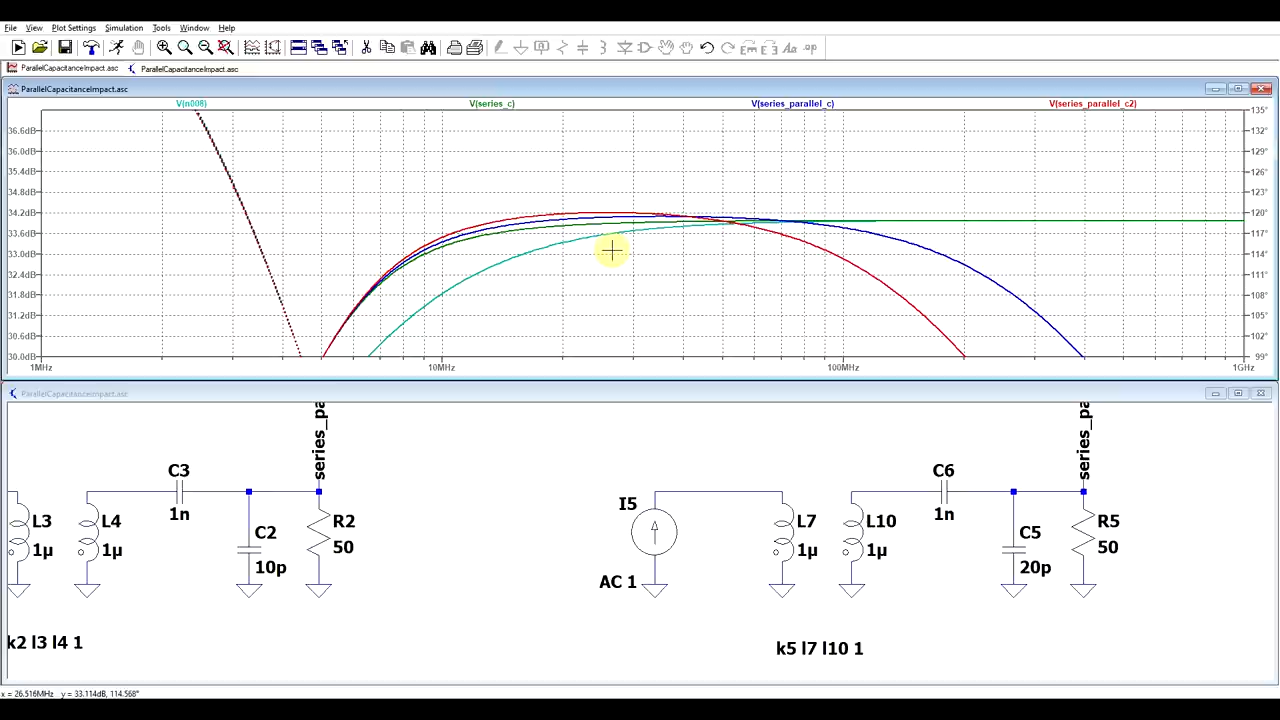 File View Plot Settings Simulation Tools Window Help
ParallelCapacitanceImpact.asc ParallelCapacitanceImpact.asc
ParallelCapacitanceImpact.asc
V(n008) V(series_c) V(series_parallel_c) V(series_parallel_c2)
135°
36.6dB 132°
36.0dB 129°
35.4dB 126°
34.8dB 123°
34.2dB 120°
33.6dB 117°
33.0dB 114°
32.4dB 111°
31.8dB 108°
31.2dB 105°
30.6dB 102°
30.0dB 99°
1MHz 10MHz 100MHz 1GHz
ParallelCapacitanceImpact.asc
series_pa series_p
C3 C6
1n 1n
I5
L3 L4 R2 L7 L10 R5
C2 C5
1µ 1µ 50 1µ 1µ 50
10p 20p
AC 1
k2 l3 l4 1 k5 l7 l10 1
x = 26.516MHz y = 33.114dB, 114.568°